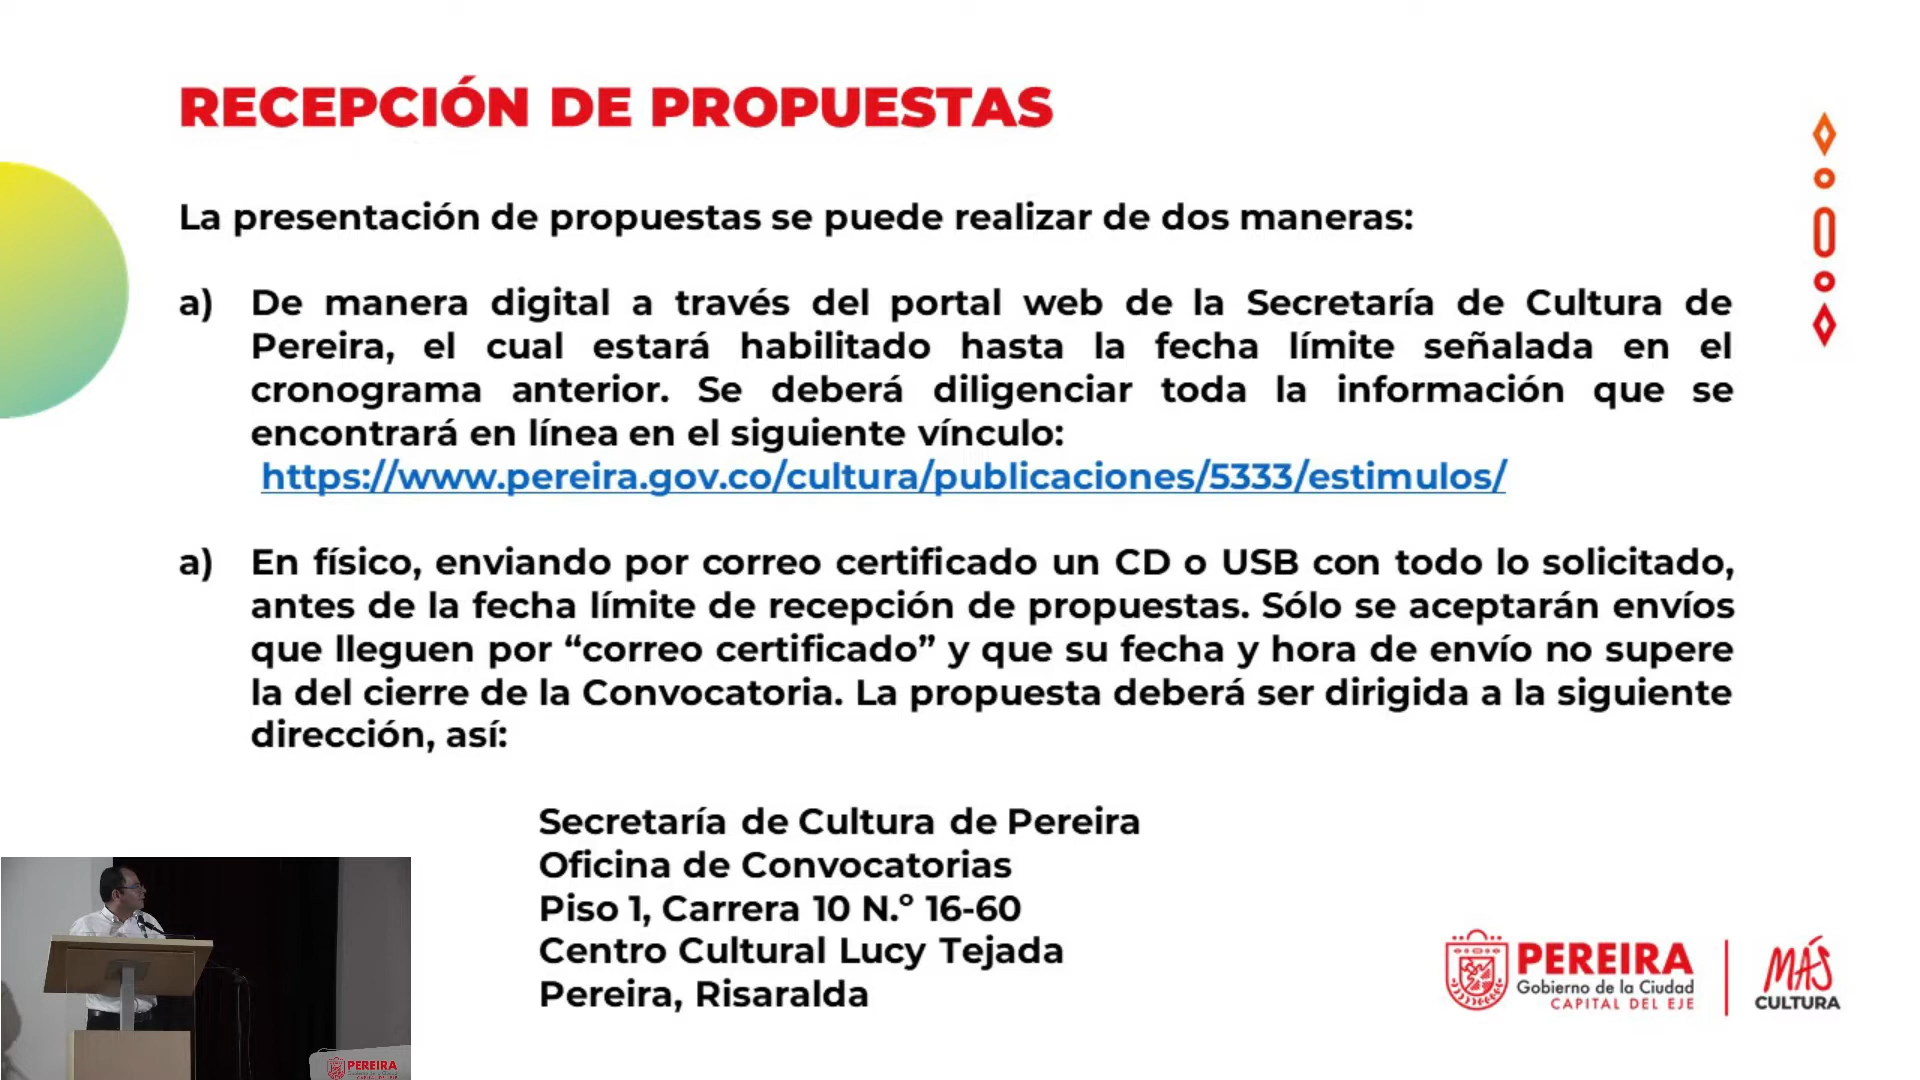 RECEPCIÓN DE PROPUESTAS
La presentación de propuestas se puede realizar de dos maneras:
a) De manera digital a través del portal web de la Secretaría de Cultura de
Pereira, el cual estará habilitado hasta la fecha límite señalada en el
cronograma anterior. Se deberá diligenciar toda la información que se
encontrará en línea en el siguiente vínculo:
https://www.pereira.gov.co/cultura/publicaciones/5333/estimulos/
a) En físico, enviando por correo certificado un CD o USB con todo lo solicitado,
antes de la fecha límite de recepción de propuestas. Sólo se aceptarán envíos
que lleguen por “correo certificado” y que su fecha y hora de envío no supere
la del cierre de la Convocatoria. La propuesta deberá ser dirigida a la siguiente
dirección, así:
Secretaría de Cultura de Pereira
Oficina de Convocatorias
Piso 1, Carrera 10 N.º 16-60
Centro Cultural Lucy Tejada
Pereira, Risaralda
PEREIRA
Gobierno de la Ciudad
CAPITAL DEL EJE
MÁS
CULTURA
PEREIRA